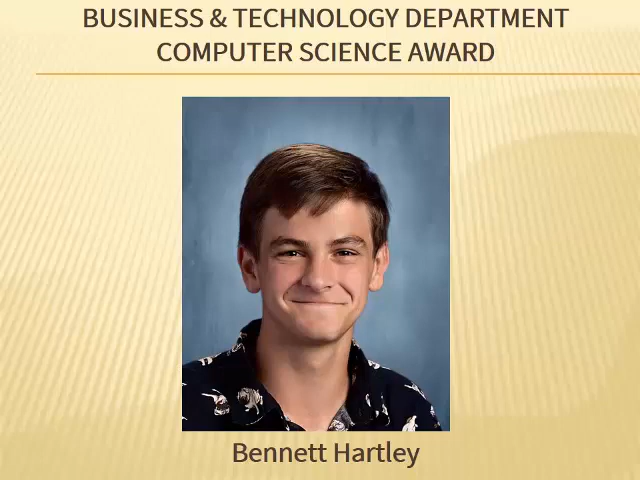 BUSINESS & TECHNOLOGY DEPARTMENT
COMPUTER SCIENCE AWARD
Bennett Hartley